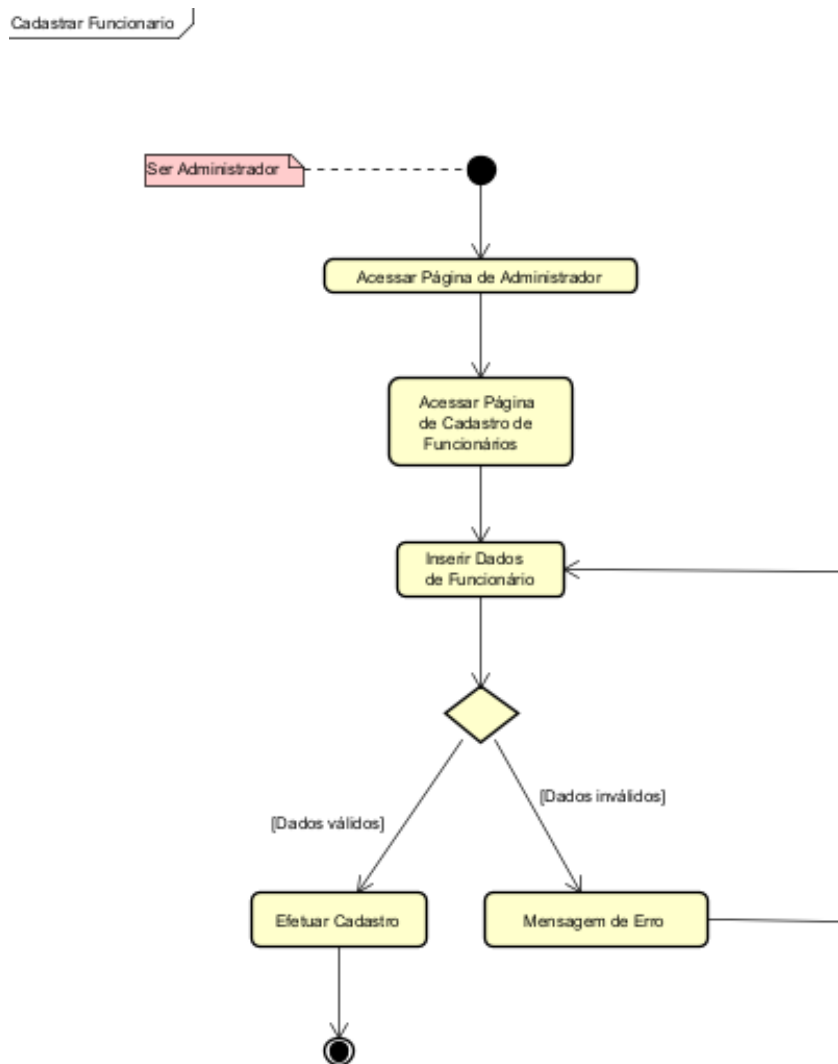 Cadastrar Funcionario
Ser Administrador
Acessar Página de Administrador
Acessar Página
de Cadastro de
Funcionários
Inserir Dados
de Funcionário
[Dados inválidos]
[Dados válidos]
Efetuar Cadastro
Mensagem de Erro